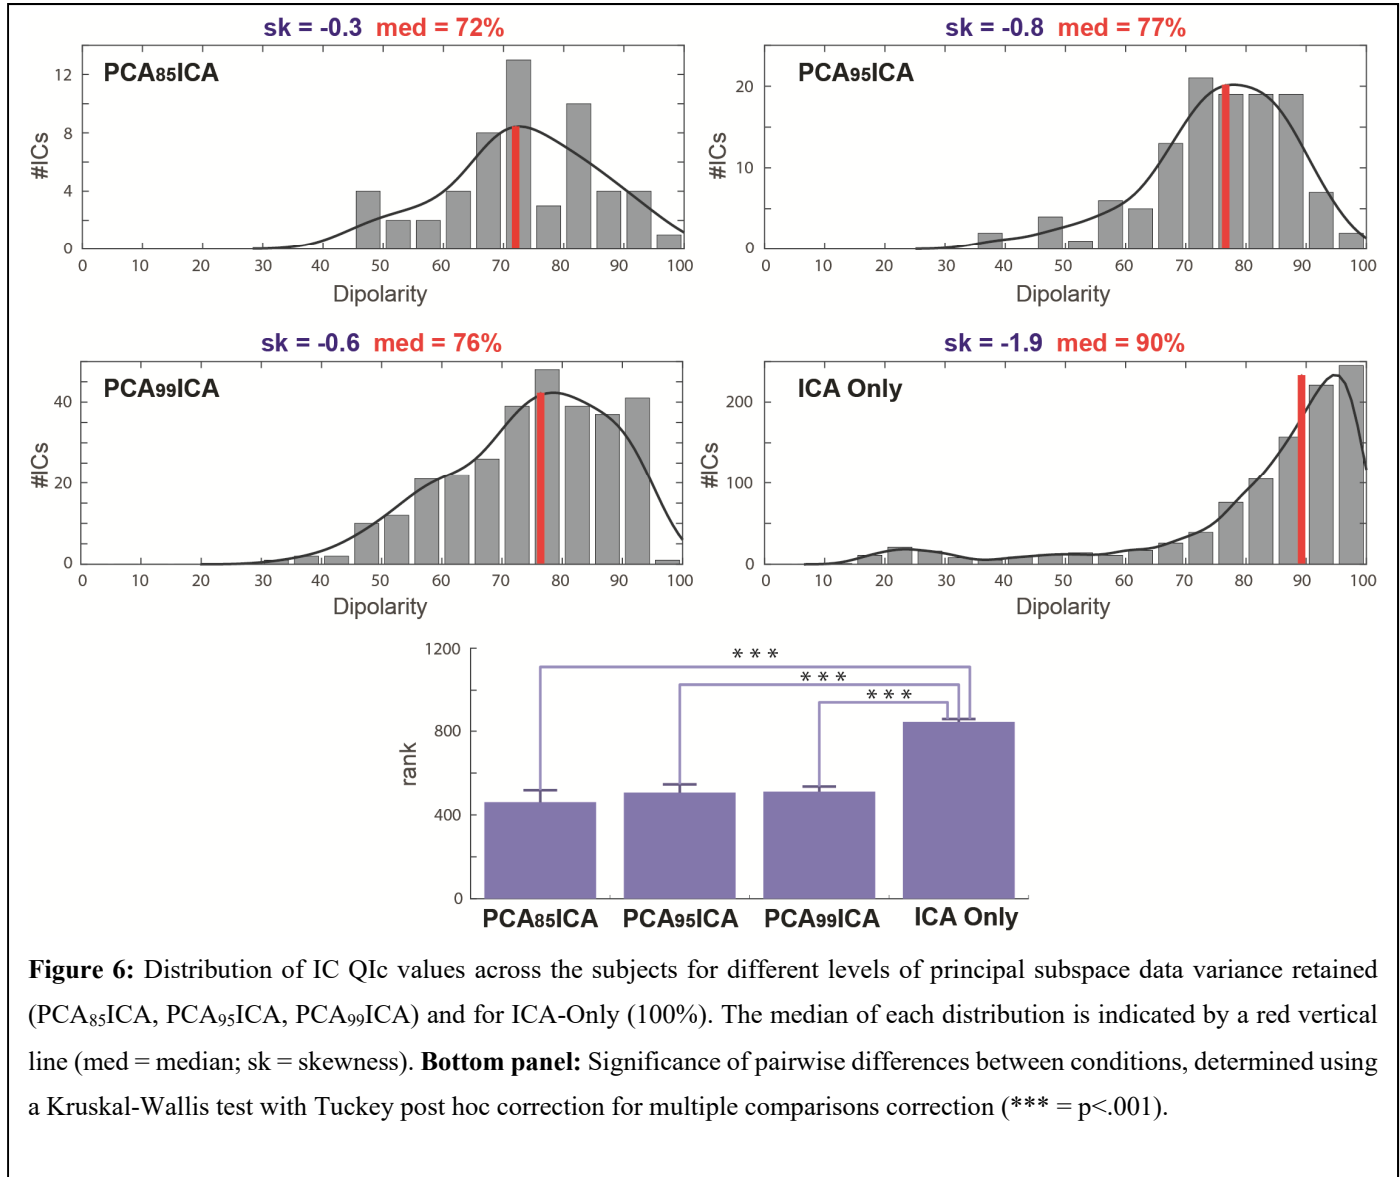 sk = -0.3 med = 72%
PCA85ICA
12
8
4
0
#ICs
0 10 20 30 40 50 60 70 80 90 100
Dipolarity
sk = -0.8 med = 77%
PCA95ICA
20
10
0
#ICs
0 10 20 30 40 50 60 70 80 90 100
Dipolarity
sk = -0.6 med = 76%
PCA99ICA
40
20
0
#ICs
0 10 20 30 40 50 60 70 80 90 100
Dipolarity
sk = -1.9 med = 90%
ICA Only
200
100
0
#ICs
0 10 20 30 40 50 60 70 80 90 100
Dipolarity
1200
800
400
0
rank
* * *
* * *
* * *
PCA85ICA PCA95ICA PCA99ICA ICA Only
Figure 6: Distribution of IC QIc values across the subjects for different levels of principal subspace data variance retained
(PCA85ICA, PCA95ICA, PCA99ICA) and for ICA-Only (100%). The median of each distribution is indicated by a red vertical
line (med = median; sk = skewness). Bottom panel: Significance of pairwise differences between conditions, determined using
a Kruskal-Wallis test with Tuckey post hoc correction for multiple comparisons correction (*** = p<.001).